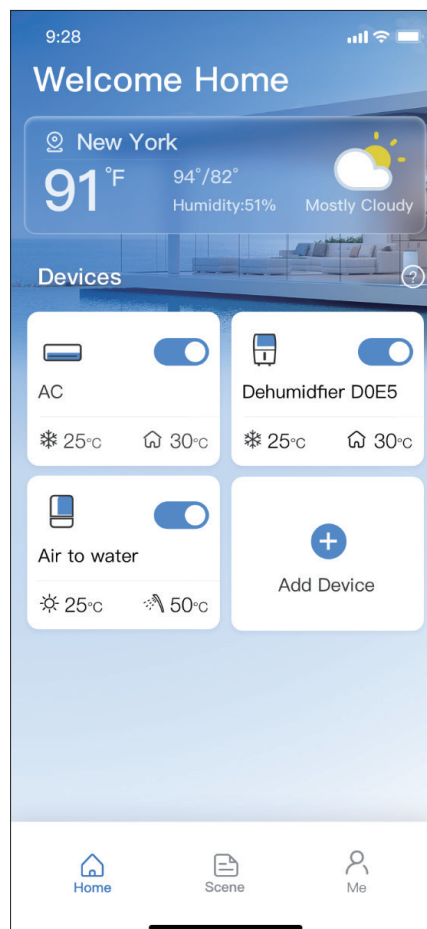 9:28
Welcome Home
New York
91°F
94°/82°
Humidity:51%
Mostly Cloudy
Devices
?
AC
25°C
30°C
Dehumidfier D0E5
25°C
30°C
Air to water
25°C
50°C
Add Device
Home
Scene
Me